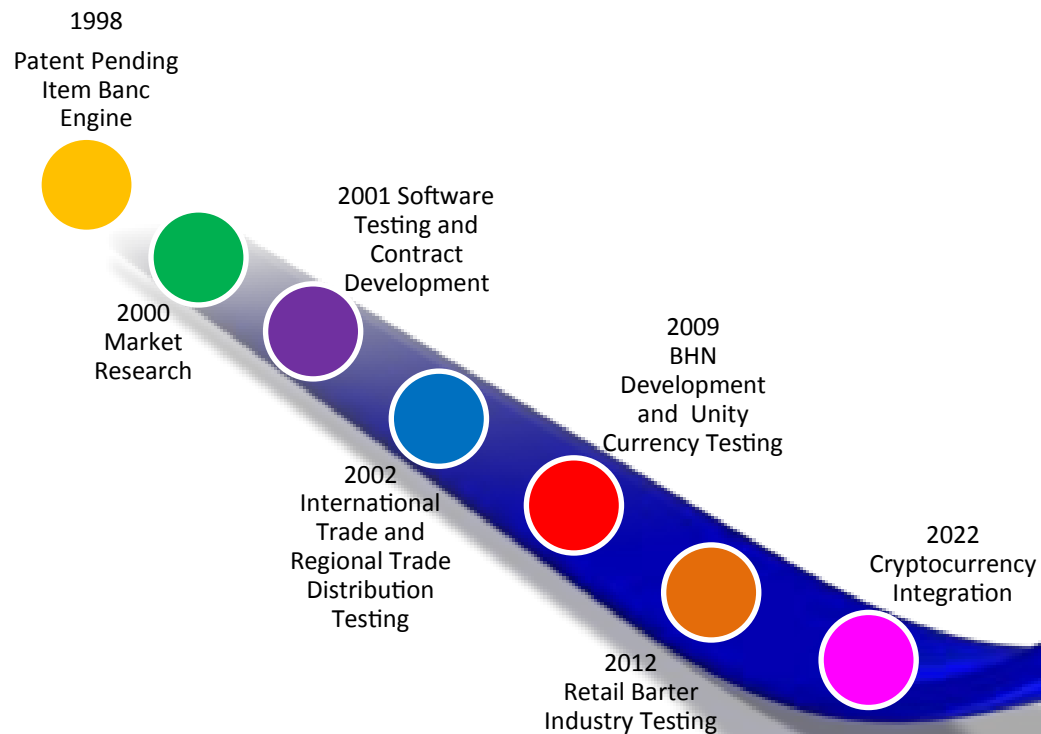 1998
Patent Pending
Item Banc
Engine
2000
Market
Research
2001 Software
Testing and
Contract
Development
2002
International
Trade and
Regional Trade
Distribution
Testing
2009
BHN
Development
and Unity
Currency Testing
2012
Retail Barter
Industry Testing
2022
Cryptocurrency
Integration